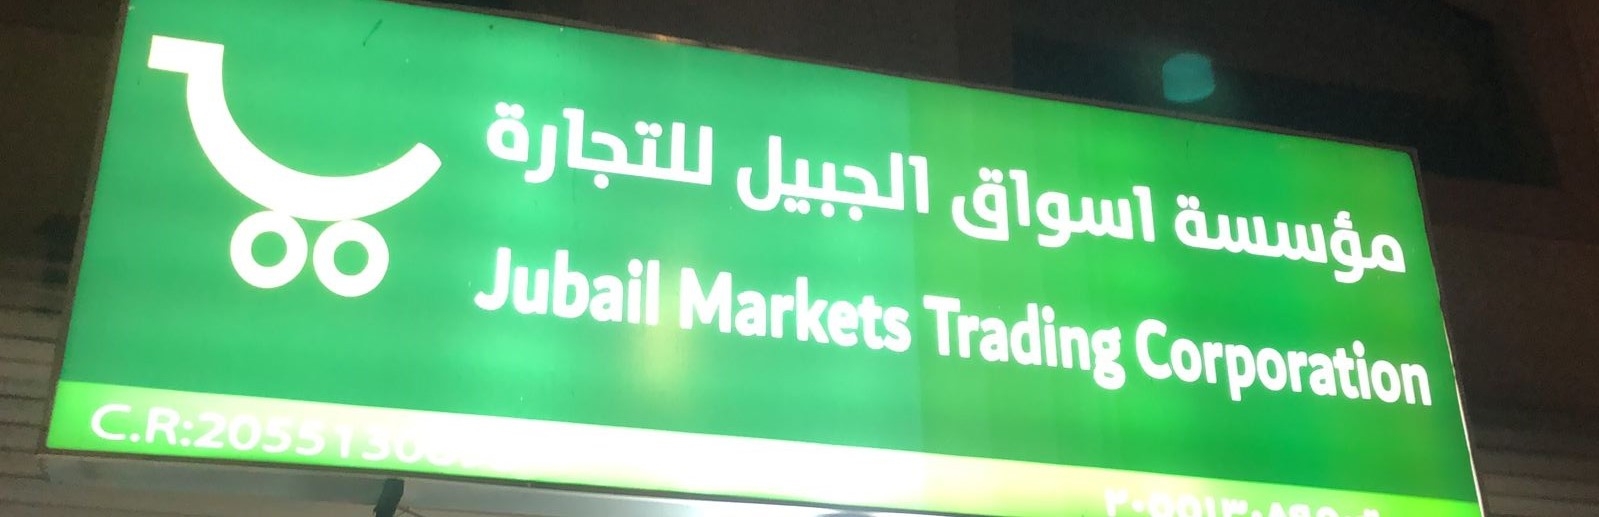 مؤسسة اسواق الجبيل للتجارة
Jubail Markets Trading Corporation